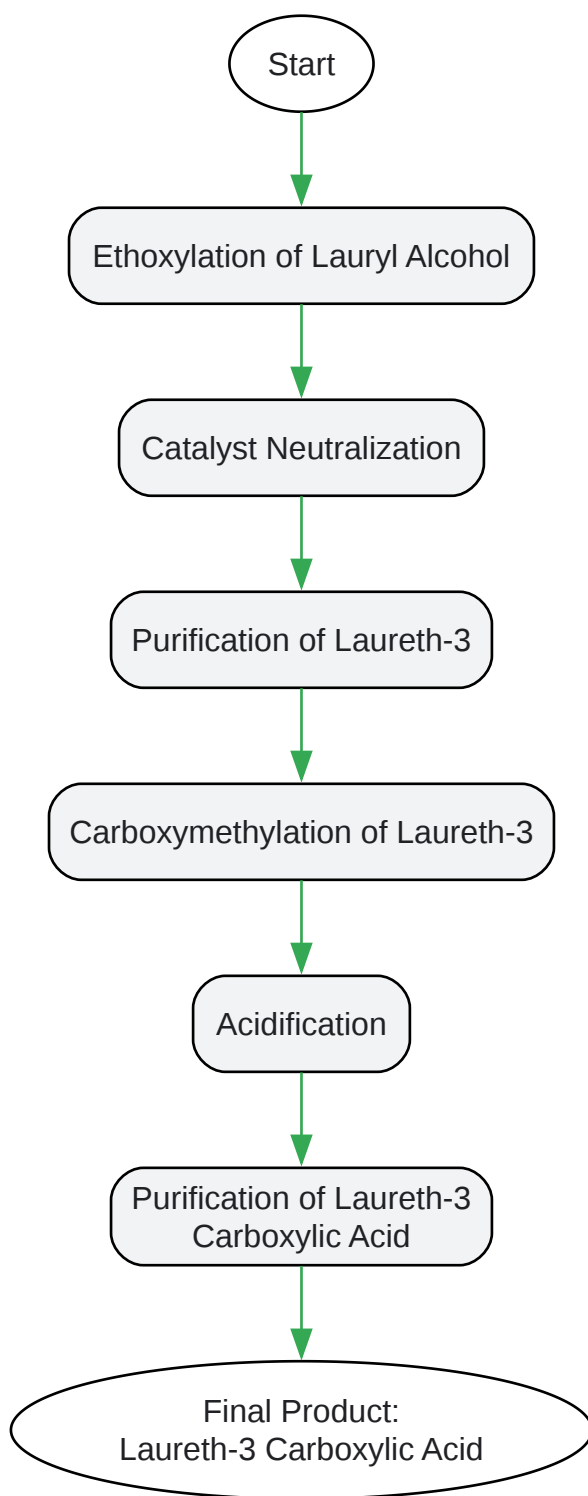 Start
Ethoxylation of Lauryl Alcohol
Catalyst Neutralization
Purification of Laureth-3
Carboxymethylation of Laureth-3
Acidification
Purification of Laureth-3
Carboxylic Acid
Final Product:
Laureth-3 Carboxylic Acid